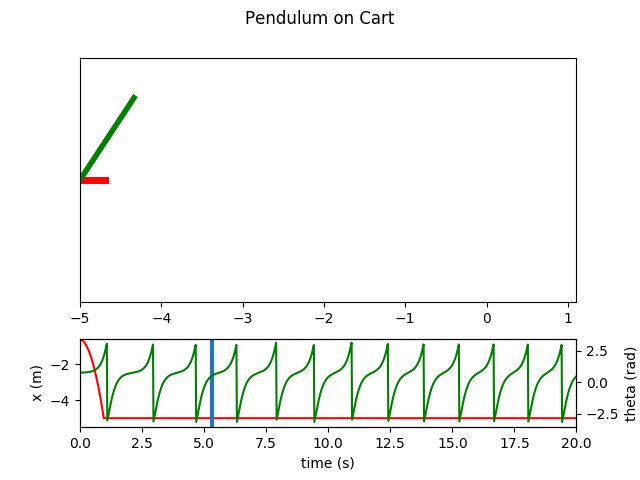 Pendulum on Cart
−5 −4 −3 −2 −1 0 1
x (m)
−2
−4
2.5
0.0
−2.5
theta (rad)
0.0 2.5 5.0 7.5 10.0 12.5 15.0 17.5 20.0
time (s)